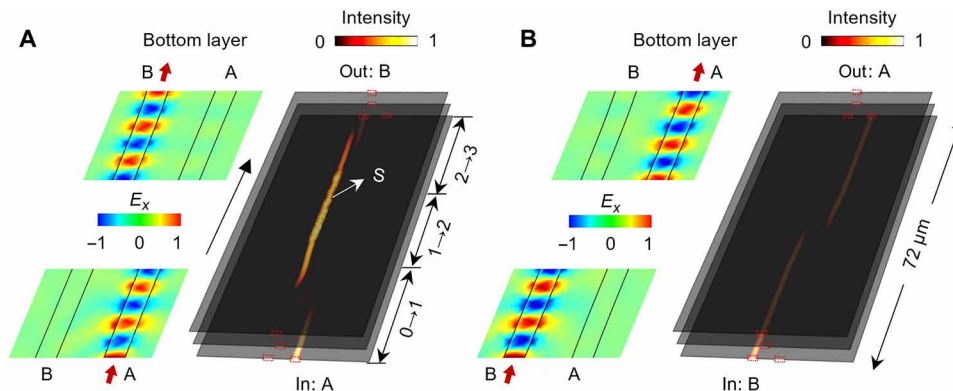 A
Bottom layer
B
A
Intensity
0
1
Out: B
S
2→3
1→2
0→1
E_x
−1
0
1
B
A
In: A
B
Bottom layer
B
A
Intensity
0
1
Out: A
72 μm
E_x
−1
0
1
B
A
In: B